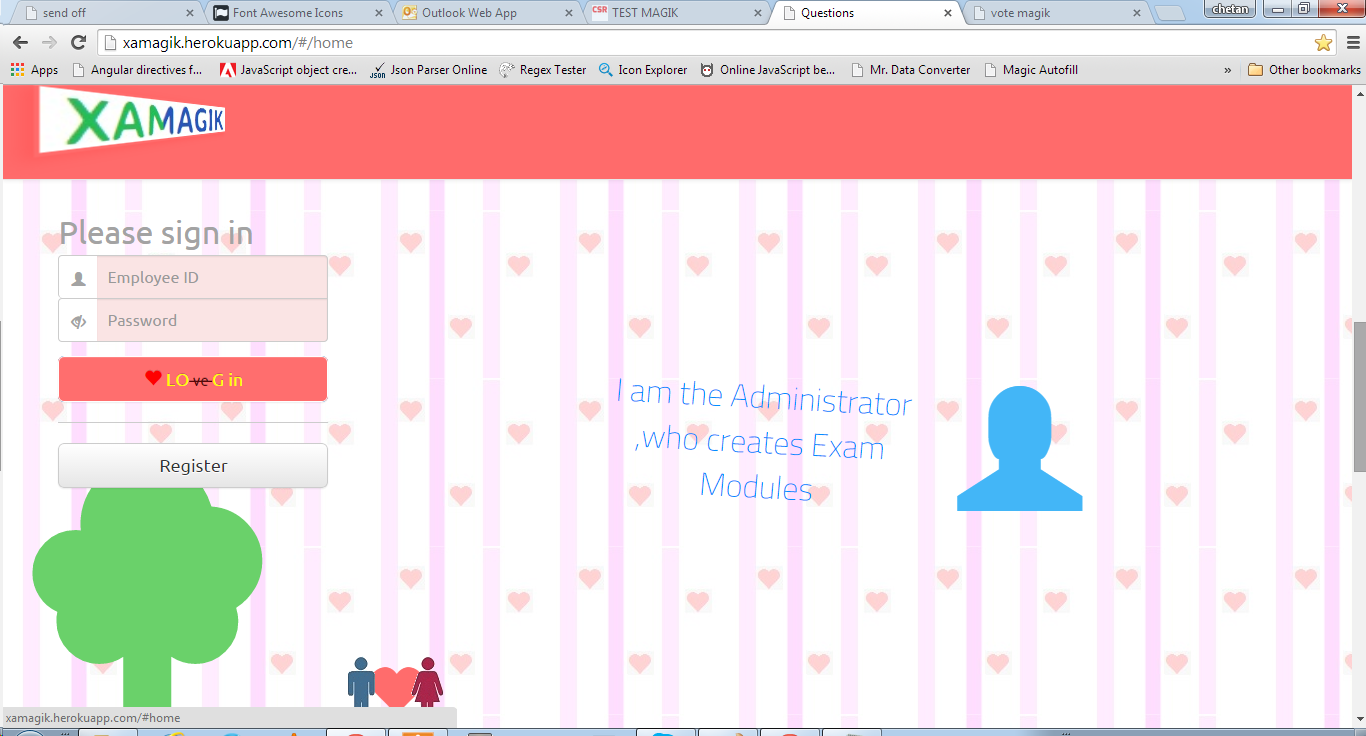 send off
Font Awesome Icons
Outlook Web App
CSR
TEST MAGIK
Questions
vote magik
chetan
xamagik.herokuapp.com/#/home
Apps
Angular directives f...
JavaScript object cre...
JSON
Json Parser Online
Regex Tester
Icon Explorer
Online JavaScript be...
Mr. Data Converter
Magic Autofill
»
Other bookmarks
XAMAGIK
Please sign in
Employee ID
Password
LO ve G in
Register
I am the Administrator
,who creates Exam
Modules
xamagik.herokuapp.com/#home